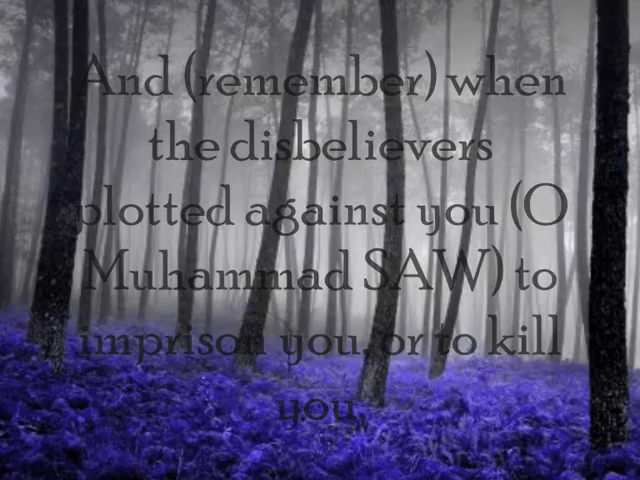 And (remember) when
the disbelievers
plotted against you (O
Muhammad SAW) to
imprison you, or to kill
you,